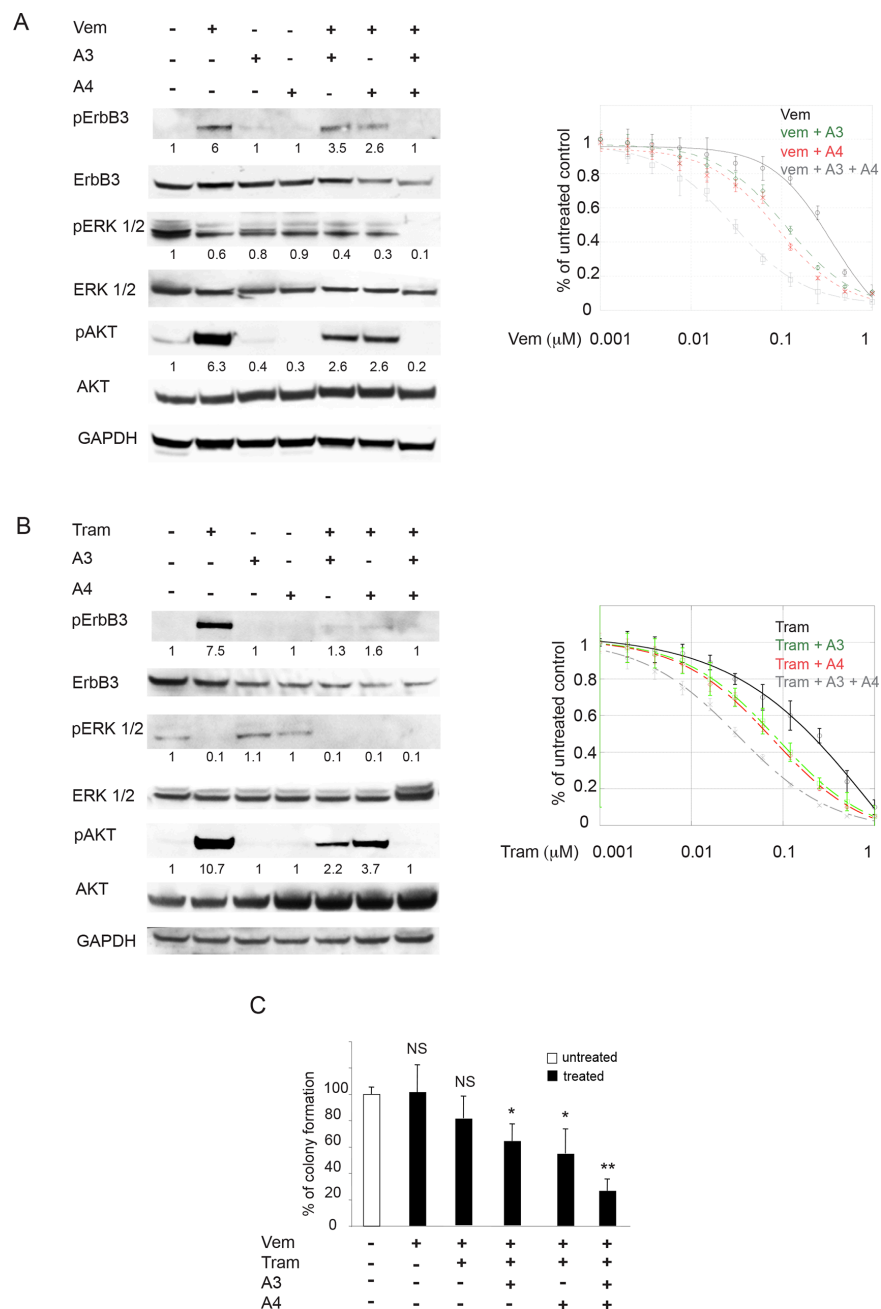 A
Vem - + - - + + +
A3 - - + - + - +
A4 - - - + - + +
pErbB3
1 6 1 1 3.5 2.6 1
ErbB3
pERK 1/2
1 0.6 0.8 0.9 0.4 0.3 0.1
ERK 1/2
pAKT
1 6.3 0.4 0.3 2.6 2.6 0.2
AKT
GAPDH
% of untreated control
1
0.8
0.6
0.4
0.2
0
Vem
vem + A3
vem + A4
vem + A3 + A4
Vem (µM) 0.001 0.01 0.1 1
B
Tram - + - - + + +
A3 - - + - + - +
A4 - - - + - + +
pErbB3
1 7.5 1 1 1.3 1.6 1
ErbB3
pERK 1/2
1 0.1 1.1 1 0.1 0.1 0.1
ERK 1/2
pAKT
1 10.7 1 1 2.2 3.7 1
AKT
GAPDH
% of untreated control
1
0.8
0.6
0.4
0.2
0
Tram
Tram + A3
Tram + A4
Tram + A3 + A4
Tram (µM) 0.001 0.01 0.1 1
C
% of colony formation
100
80
60
40
20
0
NS NS * * **
untreated
treated
Vem - + + + + +
Tram - - + + + +
A3 - - - + - +
A4 - - - - + +